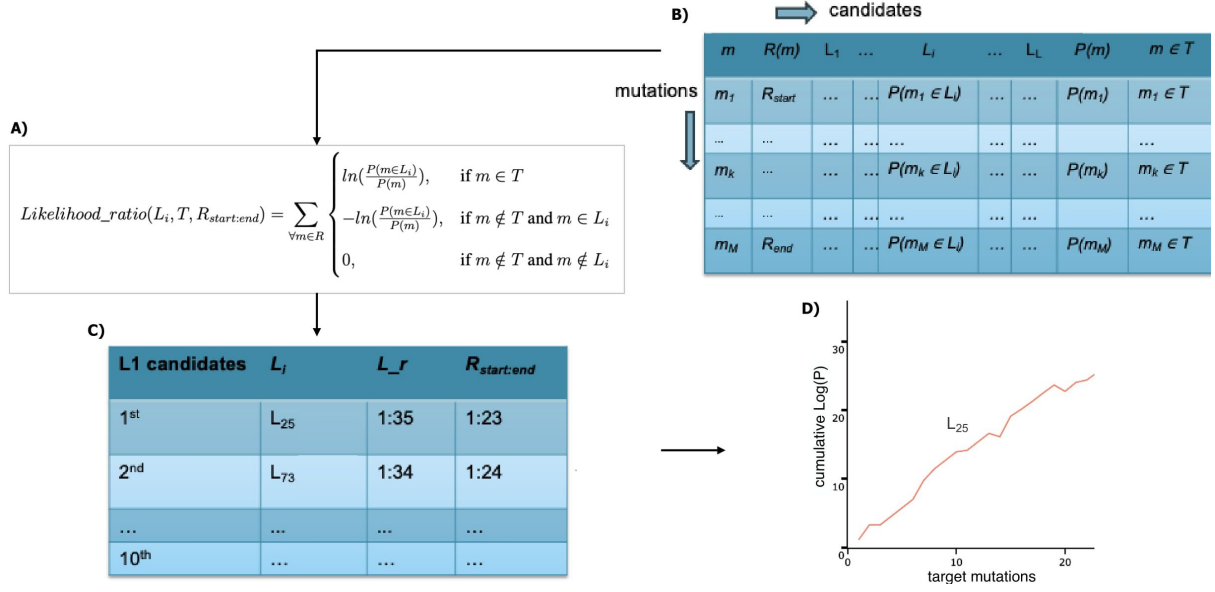 B)
candidates
mutations
m R(m) L1 ... Li ... LL P(m) m ∈ T
m1 Rstart ... ... P(m1 ∈ Li) ... ... P(m1) m1 ∈ T
... ... ... ... ... ... ... ...
mk ... ... ... P(mk ∈ Li) ... ... P(mk) mk ∈ T
... ... ... ... ... ... ... ...
mM Rend ... ... P(mM ∈ Li) ... ... P(mM) mM ∈ T
A)
Likelihood_ratio(Li, T, Rstart:end) = ∑∀m∈R
ln(P(m∈Li)/P(m)), if m ∈ T
−ln(P(m∈Li)/P(m)), if m ∉ T and m ∈ Li
0, if m ∉ T and m ∉ Li
C)
L1 candidates Li L_r Rstart:end
1st L25 1:35 1:23
2nd L73 1:34 1:24
... ... ... ...
10th ... ... ...
D)
cumulative Log(P)
30
20
10
0
L25
0 10 20
target mutations